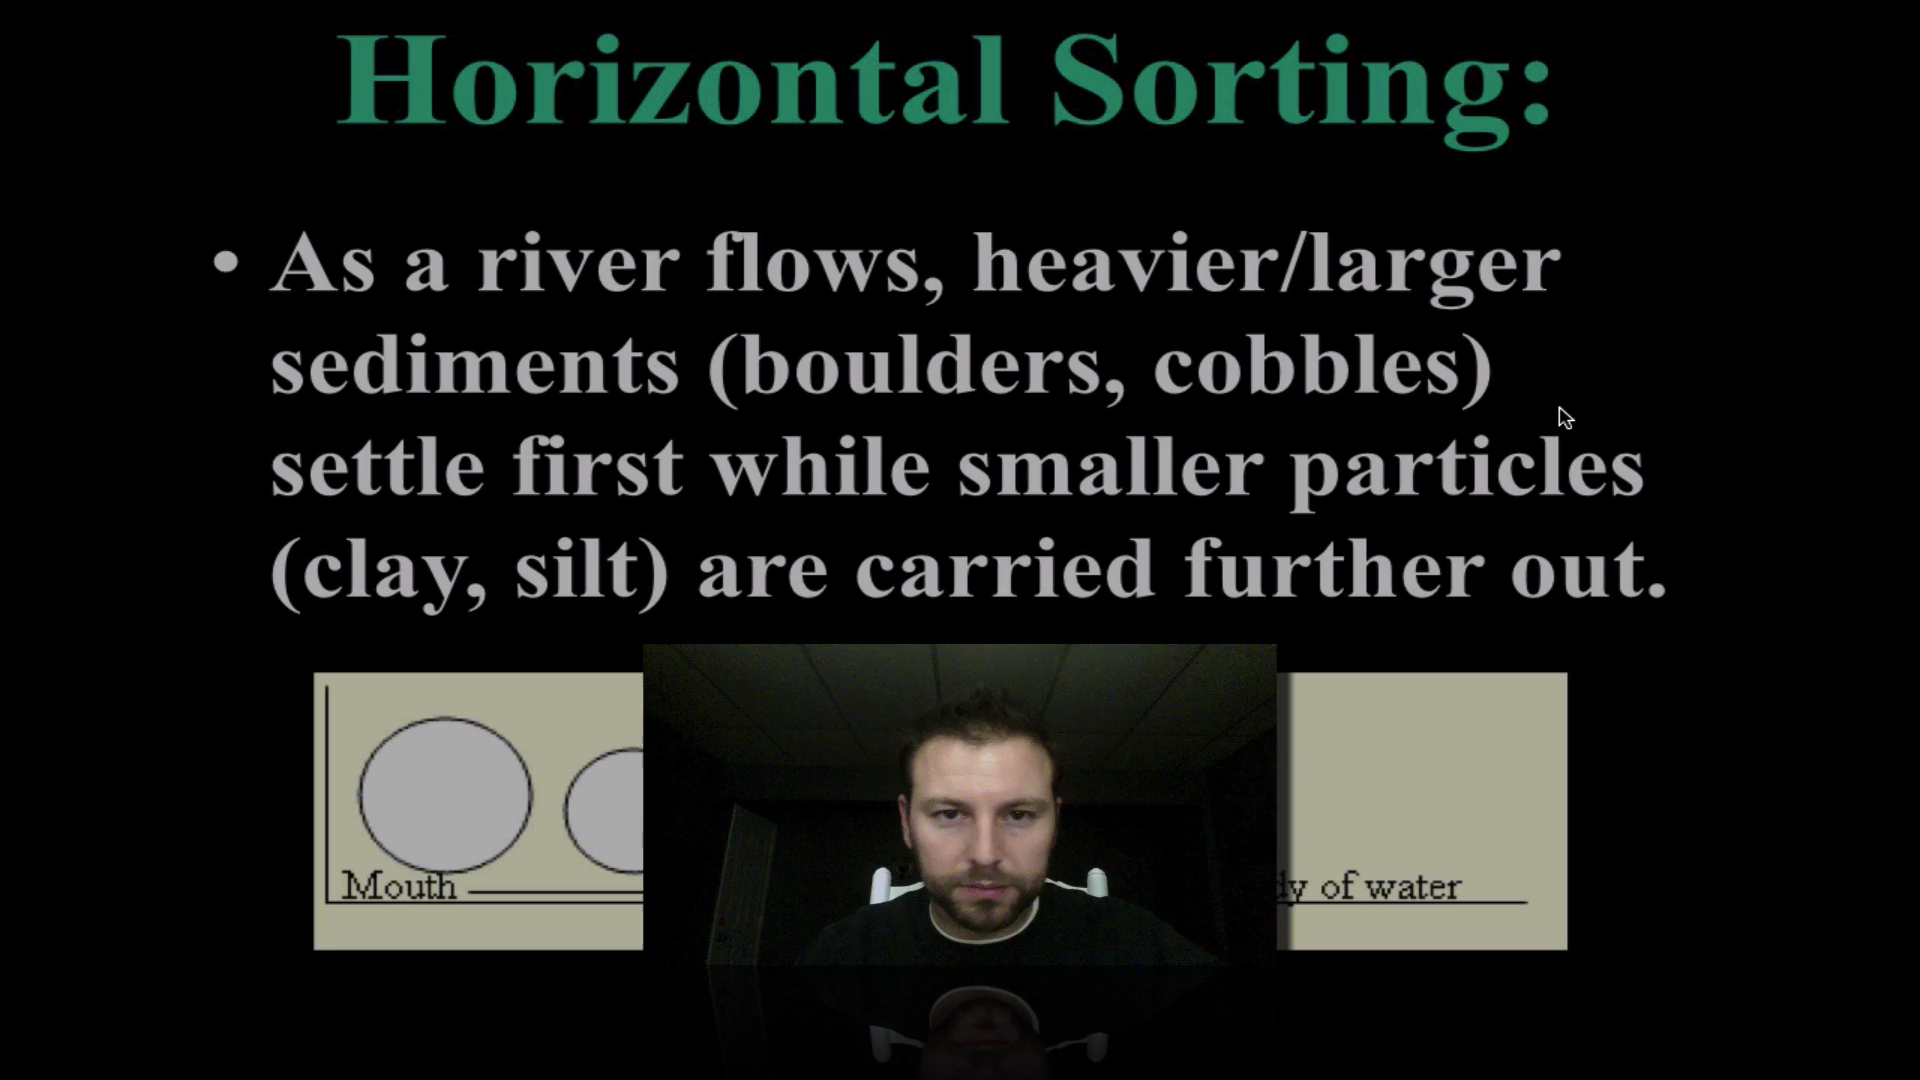 Horizontal Sorting:
• As a river flows, heavier/larger
sediments (boulders, cobbles)
settle first while smaller particles
(clay, silt) are carried further out.
Mouth
of water